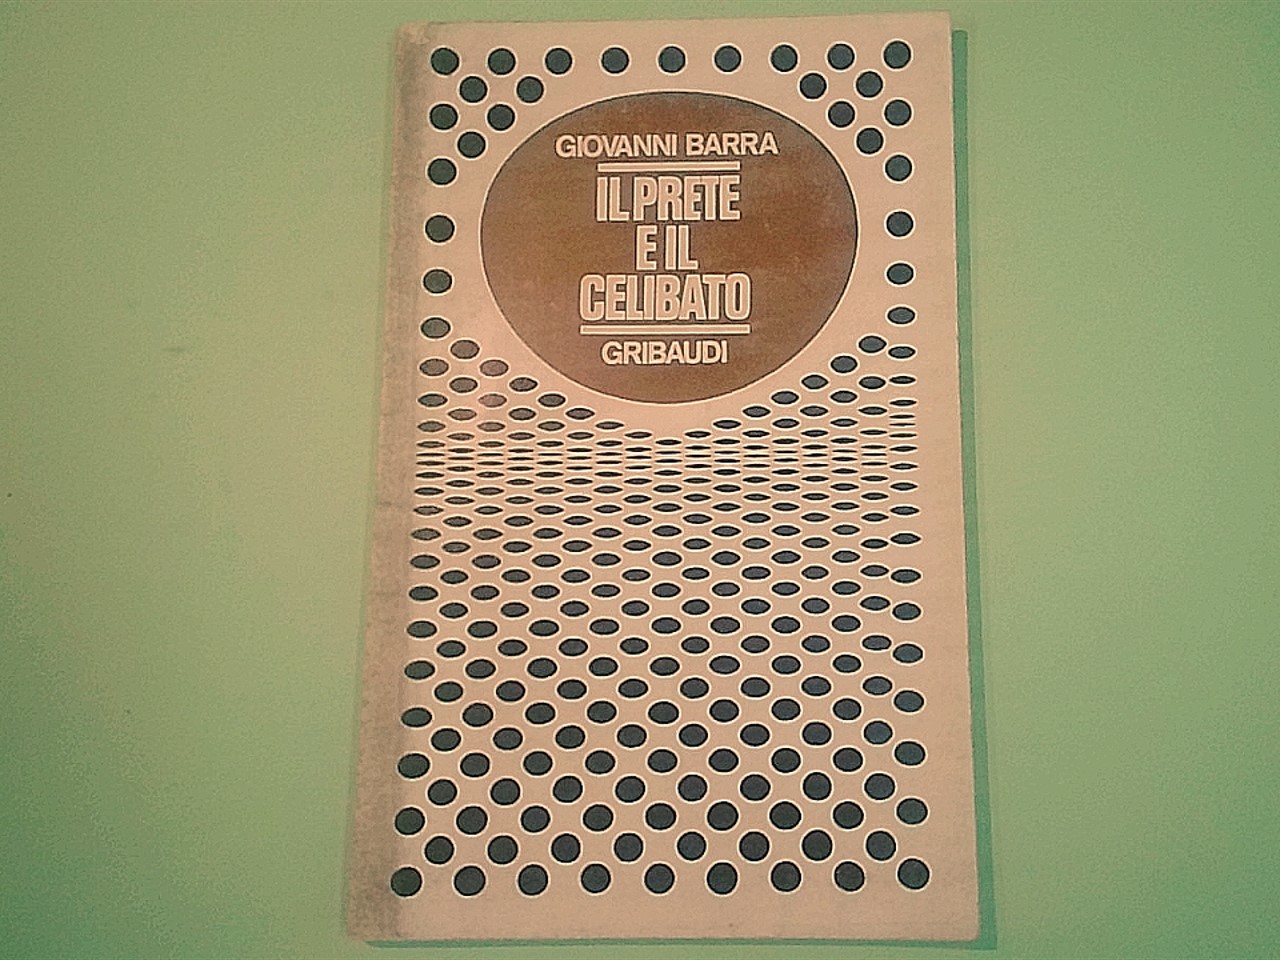 GIOVANNI BARRA
IL PRETE
E IL
CELIBATO
GRIBAUDI